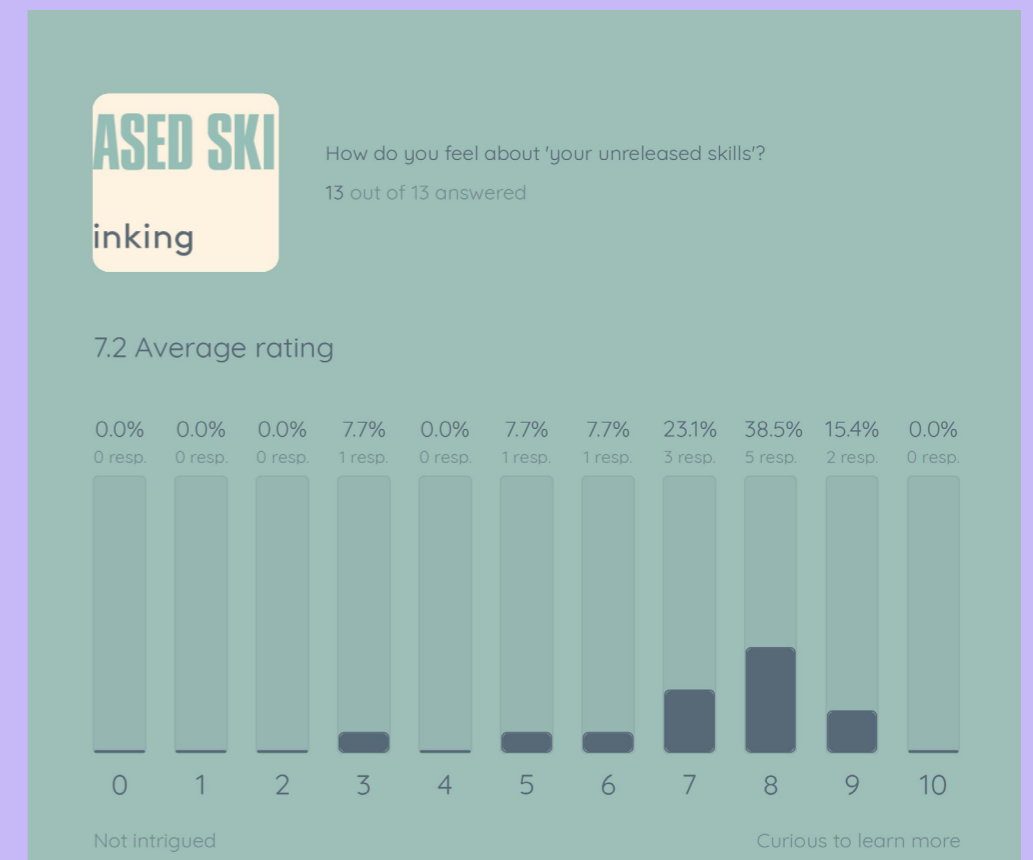 ASED SKI
inking
How do you feel about 'your unreleased skills'?
13 out of 13 answered
7.2 Average rating
0.0% 0.0% 0.0% 7.7% 0.0% 7.7% 7.7% 23.1% 38.5% 15.4% 0.0%
0 resp. 0 resp. 0 resp. 1 resp. 0 resp. 1 resp. 1 resp. 3 resp. 5 resp. 2 resp. 0 resp.
0 1 2 3 4 5 6 7 8 9 10
Not intrigued Curious to learn more